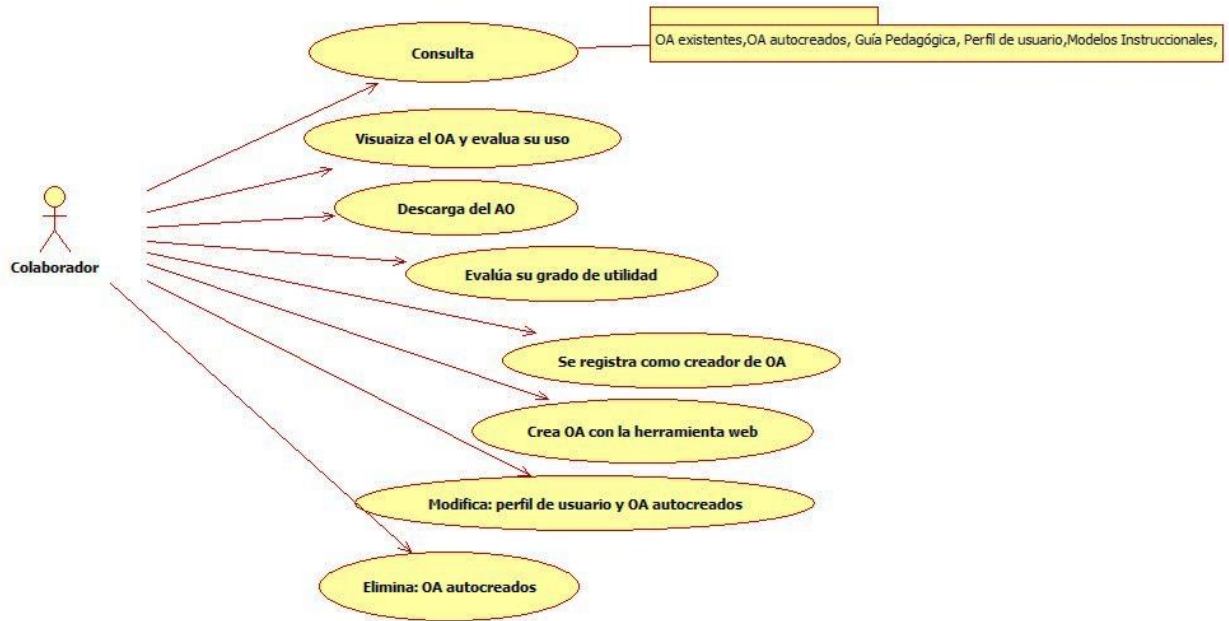 Consulta
OA existentes,OA autocreados, Guía Pedagógica, Perfil de usuario,Modelos Instruccionales,
Visuaiza el OA y evalua su uso
Descarga del AO
Colaborador
Evalúa su grado de utilidad
Se registra como creador de OA
Crea OA con la herramienta web
Modifica: perfil de usuario y OA autocreados
Elimina: OA autocreados